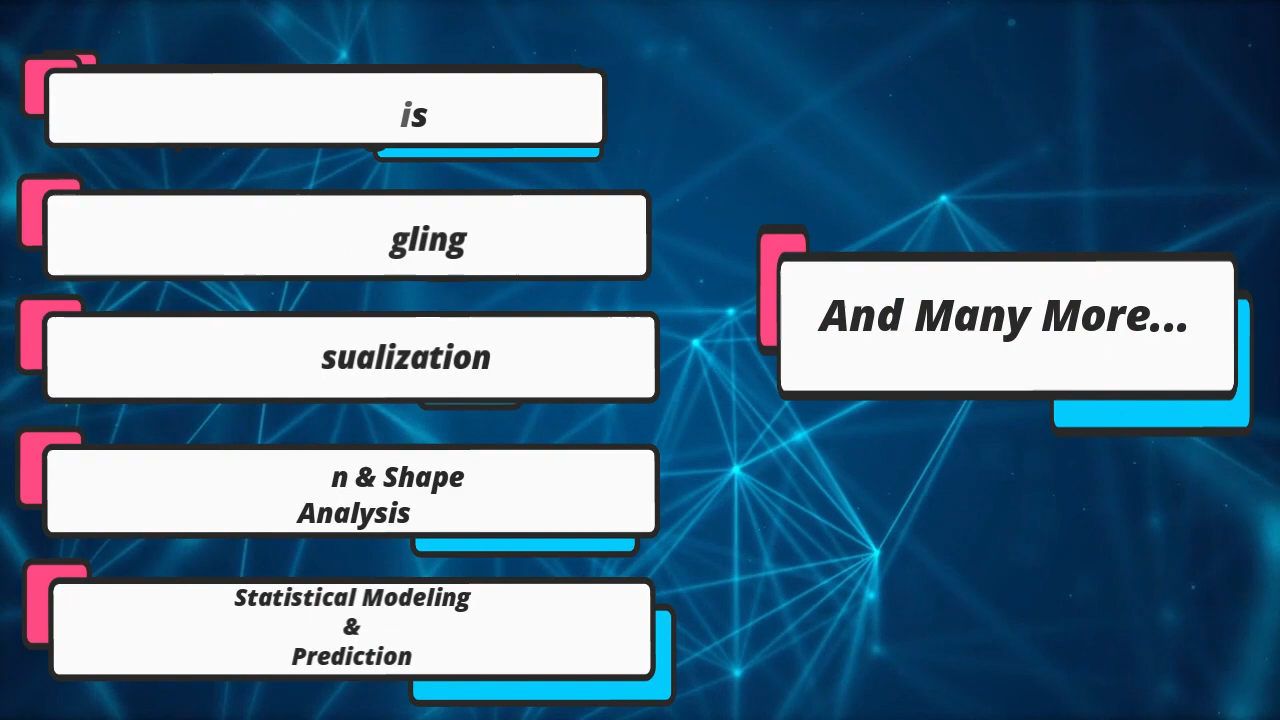 is
gling
sualization
n & Shape
Analysis
Statistical Modeling
&
Prediction
And Many More...